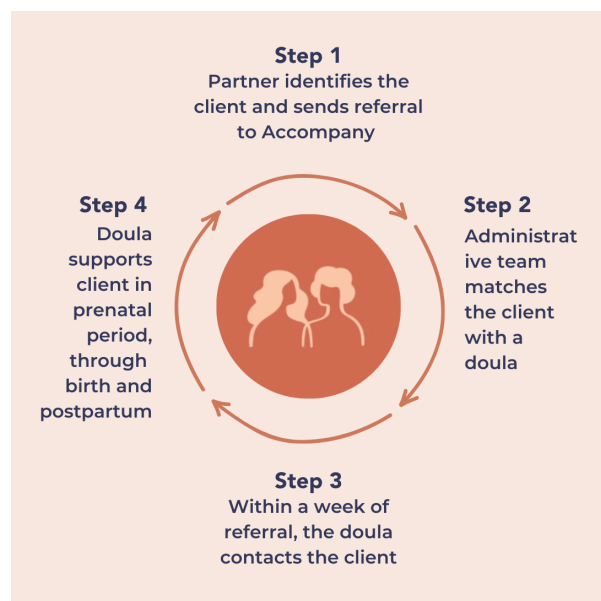 Step 1
Partner identifies the
client and sends referral
to Accompany
Step 2
Administrat
ive team
matches
the client
with a
doula
Step 3
Within a week of
referral, the doula
contacts the client
Step 4
Doula
supports
client in
prenatal
period,
through
birth and
postpartum